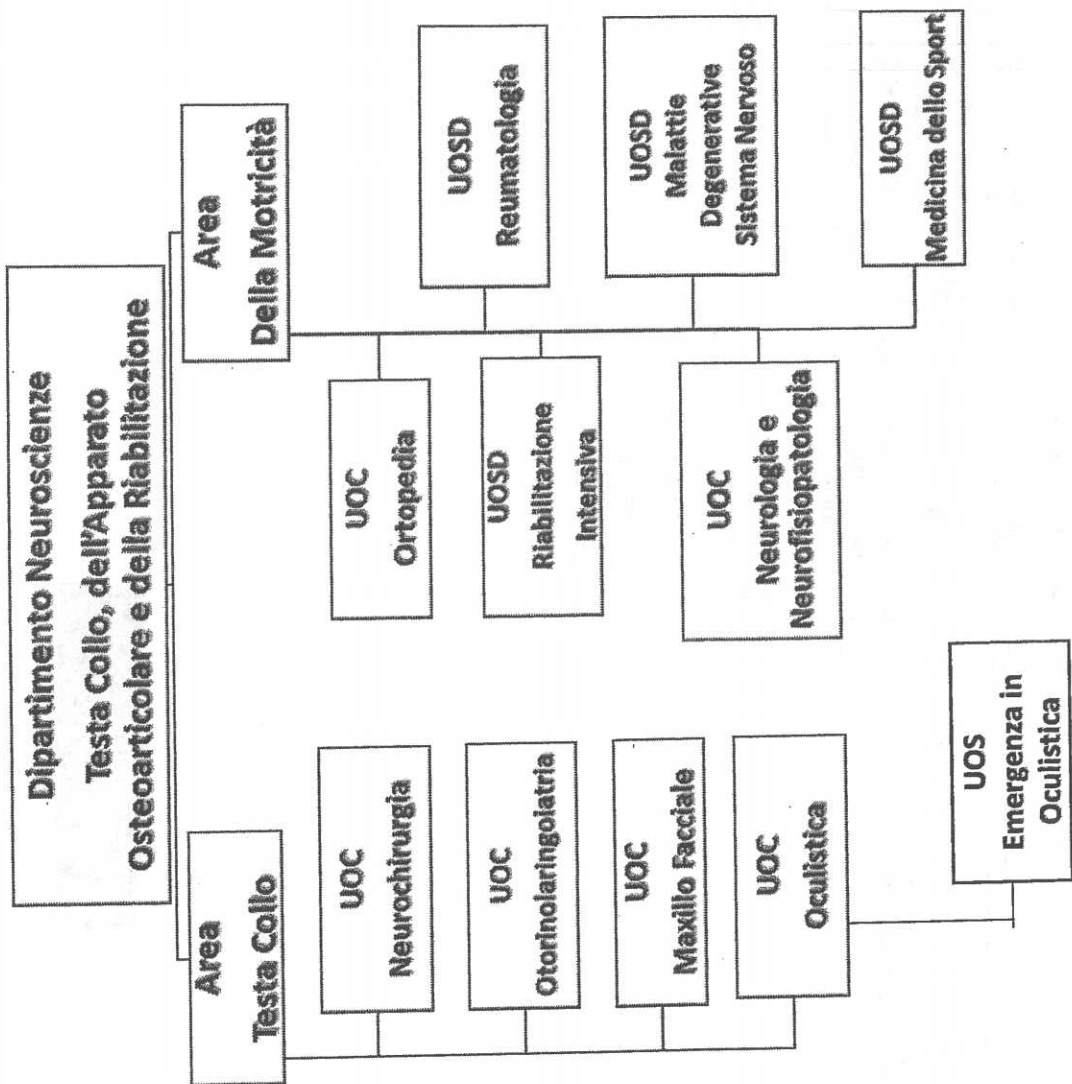 Dipartimento Neuroscienze
Testa Collo, dell'Apparato
Osteoarticolare e della Riabilitazione
Area
Testa Collo
UOC
Neurochirurgia
UOC
Otorinolaringoiatria
UOC
Maxillo Facciale
UOC
Oculistica
UOS
Emergenza in
Oculistica
Area
Della Motricità
UOC
Ortopedia
UOSD
Riabilitazione
Intensiva
UOC
Neurologia e
Neurofisiopatologia
UOSD
Reumatologia
UOSD
Malattie
Degenerative
Sistema Nervoso
UOSD
Medicina dello Sport